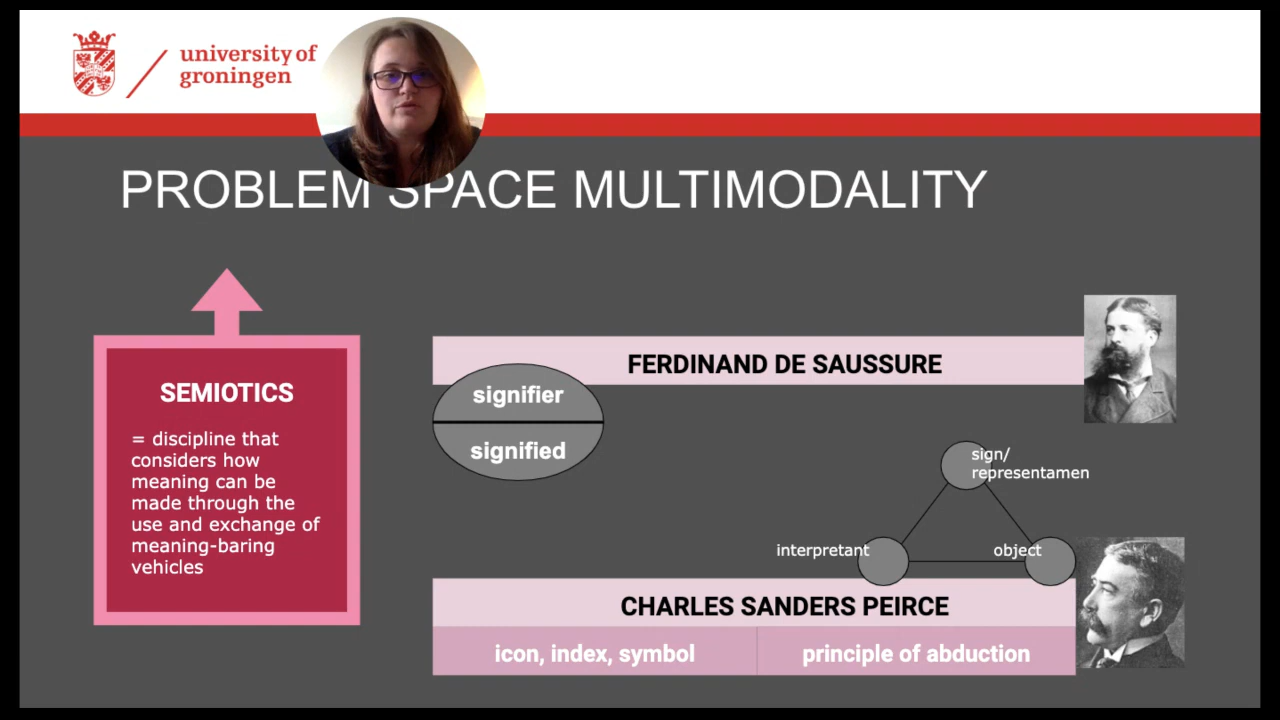 university of
groningen
PROBLEM SPACE MULTIMODALITY
SEMIOTICS
= discipline that
considers how
meaning can be
made through the
use and exchange of
meaning-baring
vehicles
FERDINAND DE SAUSSURE
signifier
signified
sign/
representamen
interpretant
object
CHARLES SANDERS PEIRCE
icon, index, symbol
principle of abduction